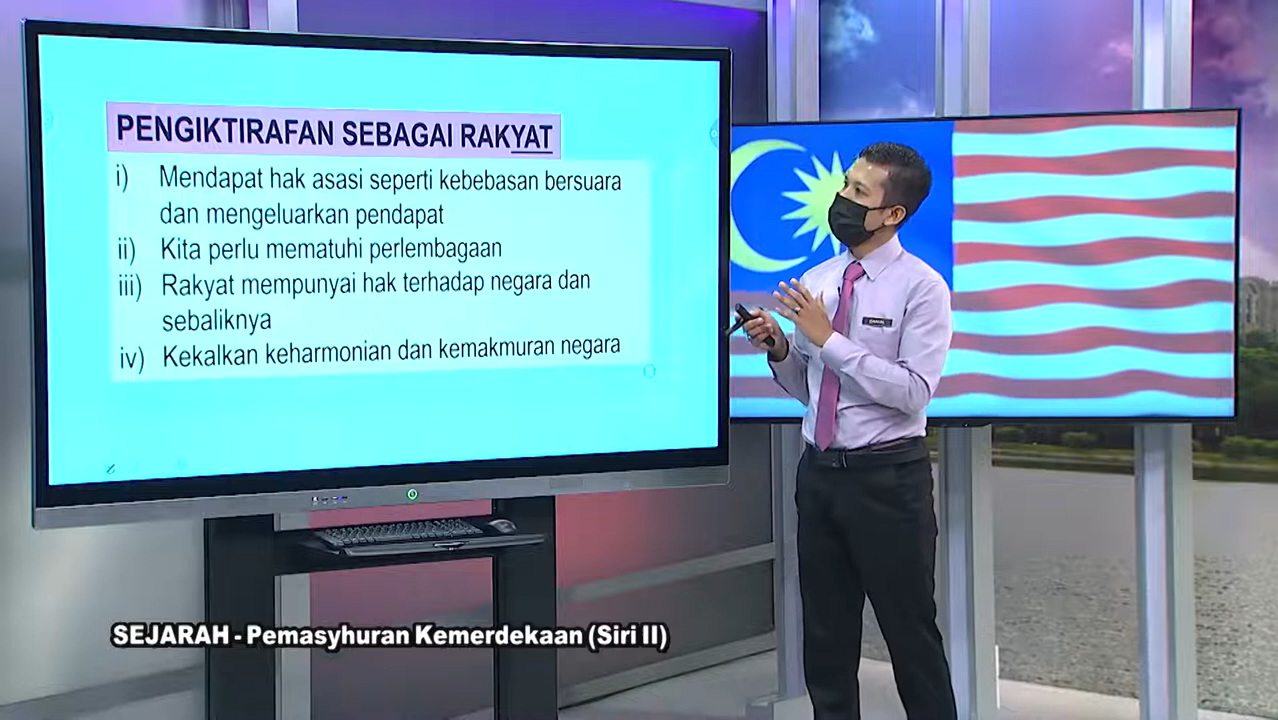 PENGIKTIRAFAN SEBAGAI RAKYAT
i) Mendapat hak asasi seperti kebebasan bersuara
dan mengeluarkan pendapat
ii) Kita perlu mematuhi perlembagaan
iii) Rakyat mempunyai hak terhadap negara dan
sebaliknya
iv) Kekalkan keharmonian dan kemakmuran negara
SEJARAH - Pemasyhuran Kemerdekaan (Siri II)